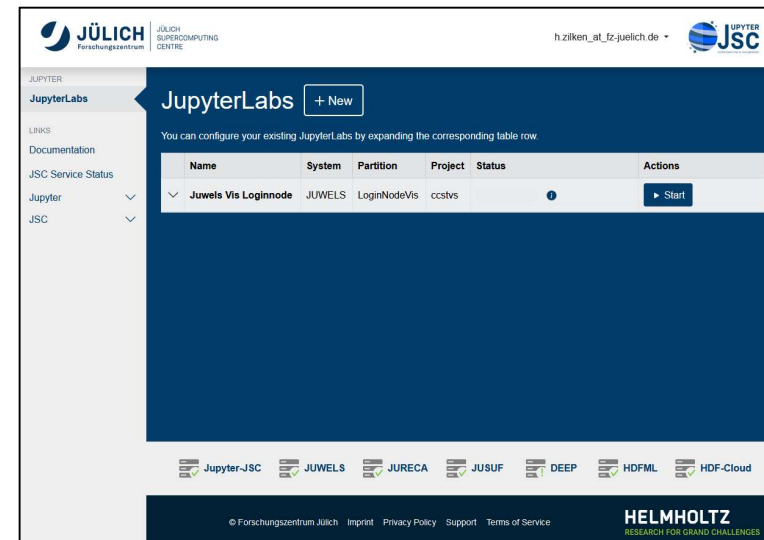 JÜLICH
Forschungszentrum
JÜLICH
SUPERCOMPUTING
CENTRE
h.zilken_at_fz-juelich.de
JUPYTER
JSC
JUPYTER
JupyterLabs
LINKS
Documentation
JSC Service Status
Jupyter
JSC
JupyterLabs + New
You can configure your existing JupyterLabs by expanding the corresponding table row.
Name System Partition Project Status Actions
Juwels Vis Loginnode JUWELS LoginNodeVis ccstvs Start
Jupyter-JSC JUWELS JURECA JUSUF DEEP HDFML HDF-Cloud
© Forschungszentrum Jülich Imprint Privacy Policy Support Terms of Service
HELMHOLTZ
RESEARCH FOR GRAND CHALLENGES